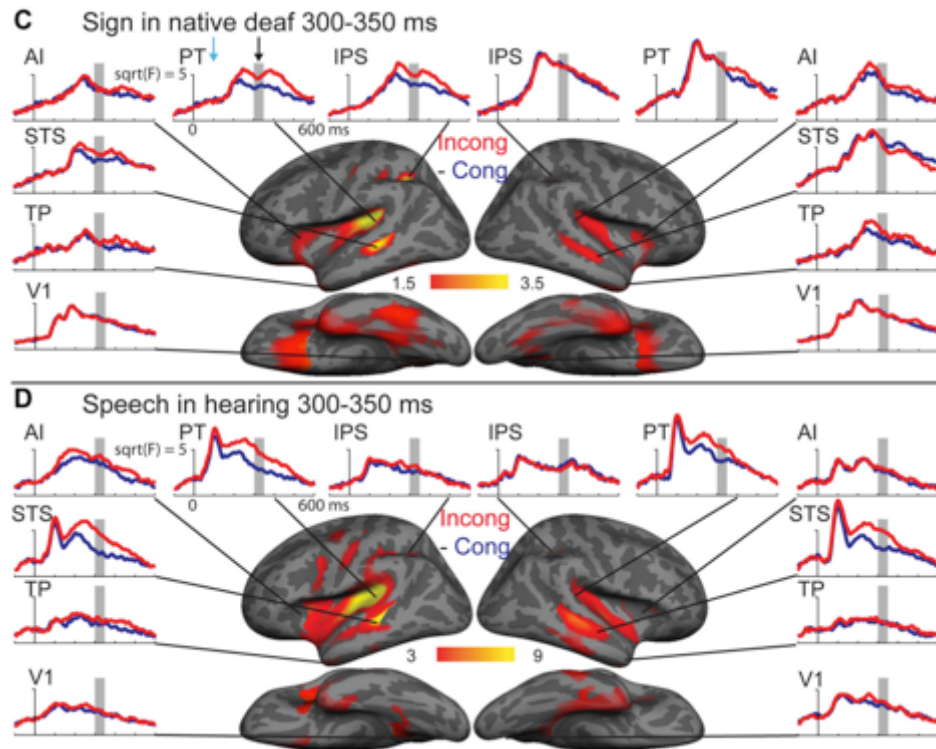 C Sign in native deaf 300-350 ms
AI PT IPS IPS PT AI
sqrt(F) = 5
0 600 ms
STS Incong STS
- Cong
TP TP
1.5 3.5
V1 V1
D Speech in hearing 300-350 ms
AI PT IPS IPS PT AI
sqrt(F) = 5
0 600 ms
STS Incong STS
- Cong
TP TP
3 9
V1 V1